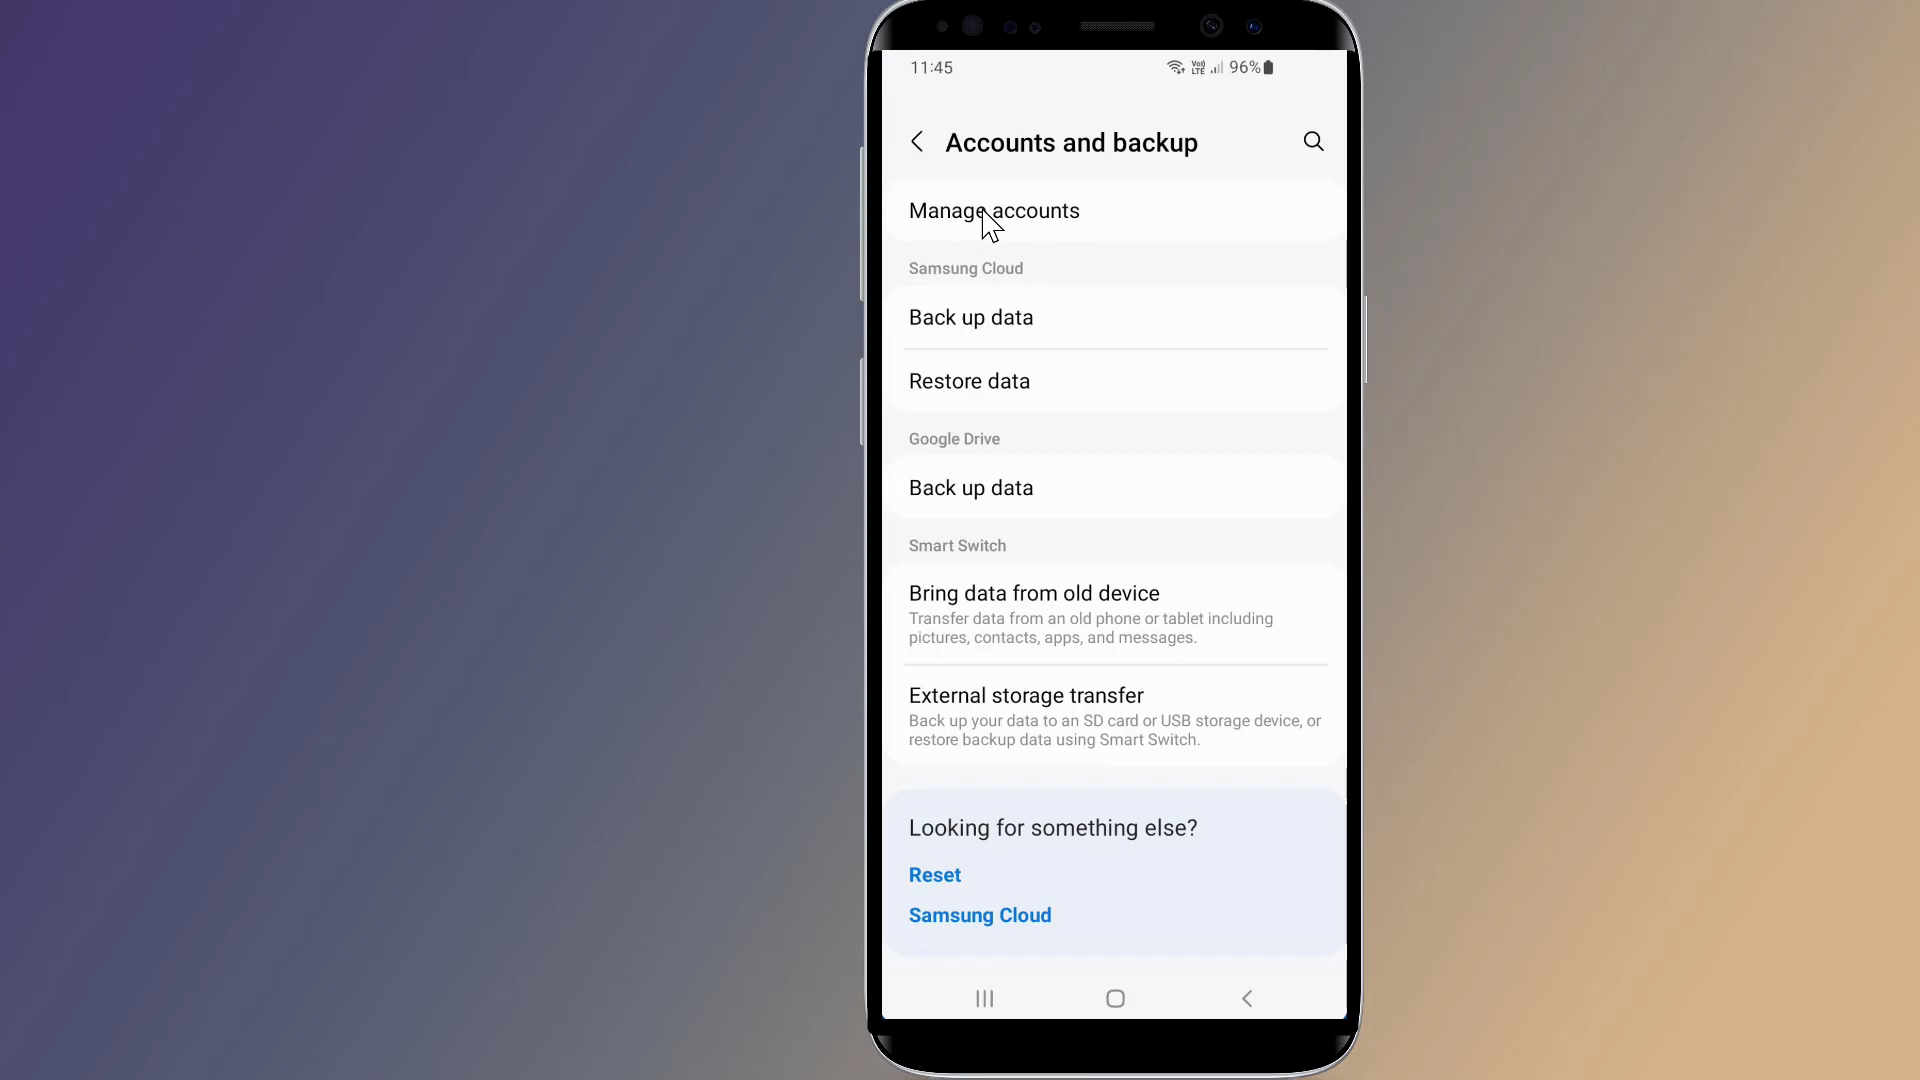 11:45
Vo)) LTE 96%
Accounts and backup
Manage accounts
Samsung Cloud
Back up data
Restore data
Google Drive
Back up data
Smart Switch
Bring data from old device
Transfer data from an old phone or tablet including
pictures, contacts, apps, and messages.
External storage transfer
Back up your data to an SD card or USB storage device, or
restore backup data using Smart Switch.
Looking for something else?
Reset
Samsung Cloud